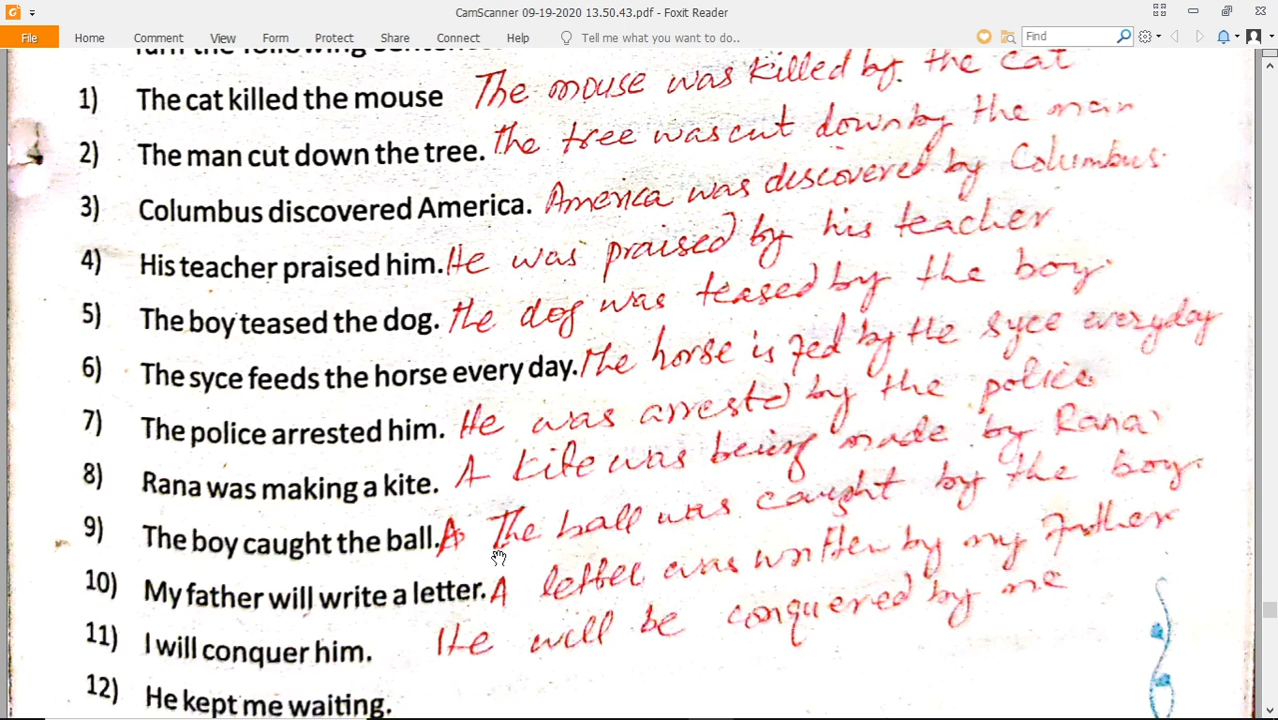 CamScanner 09-19-2020 13.50.43.pdf - Foxit Reader
File Home Comment View Form Protect Share Connect Help Tell me what you want to do.. Find
Turn the following sentences
1) The cat killed the mouse The mouse was killed by the cat
2) The man cut down the tree. The tree was cut down by the man
3) Columbus discovered America. America was discovered by Columbus.
4) His teacher praised him. He was praised by his teacher
5) The boy teased the dog. The dog was teased by the boy.
6) The syce feeds the horse every day. The horse is fed by the syce everyday
7) The police arrested him. He was arrested by the police
8) Rana was making a kite. A kite was being made by Rana
9) The boy caught the ball. A The ball was caught by the boy.
10) My father will write a letter. A letter was written by my father
11) I will conquer him. He will be conquered by me
12) He kept me waiting.